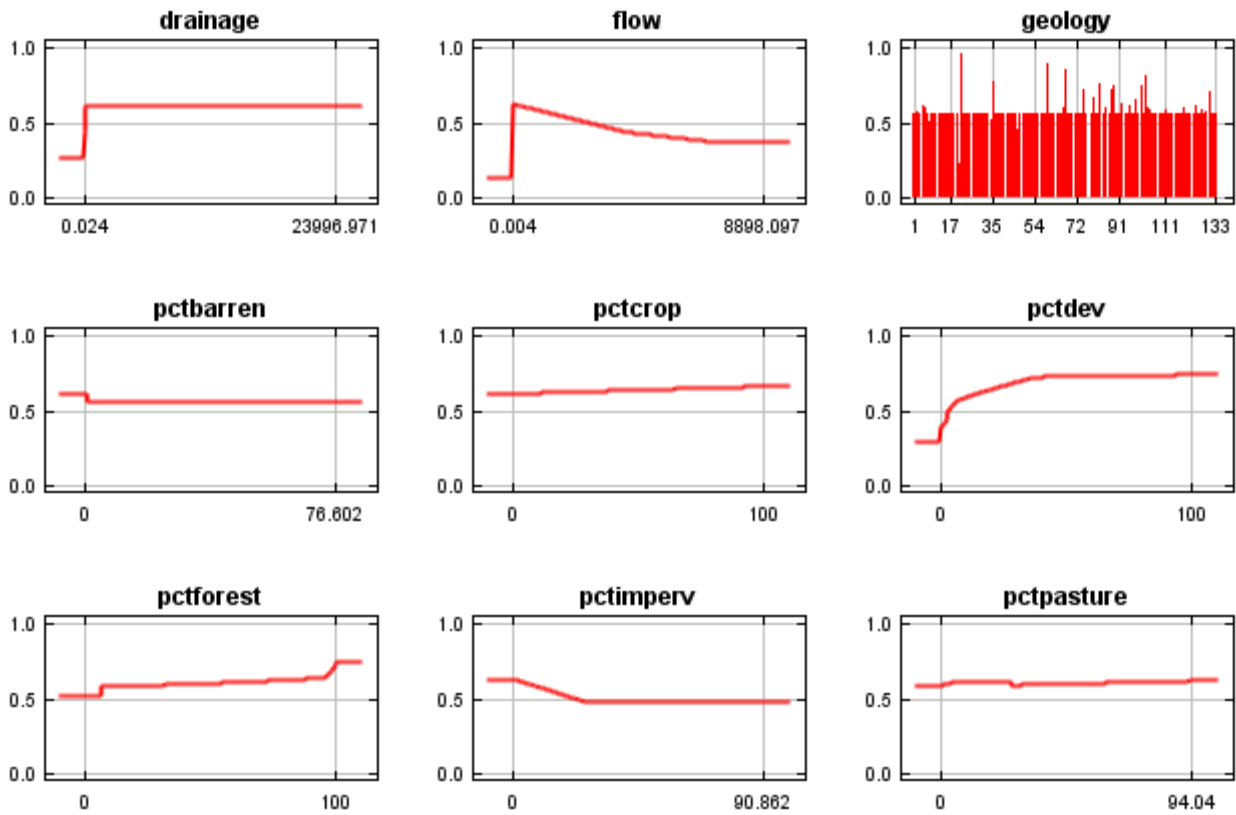 drainage flow geology
1.0 1.0 1.0
0.5 0.5 0.5
0.0 0.0 0.0
0.024 23996.971 0.004 8898.097 1 17 35 54 72 91 111 133
pctbarren pctcrop pctdev
1.0 1.0 1.0
0.5 0.5 0.5
0.0 0.0 0.0
0 76.602 0 100 0 100
pctforest pctimperv pctpasture
1.0 1.0 1.0
0.5 0.5 0.5
0.0 0.0 0.0
0 100 0 90.862 0 94.04